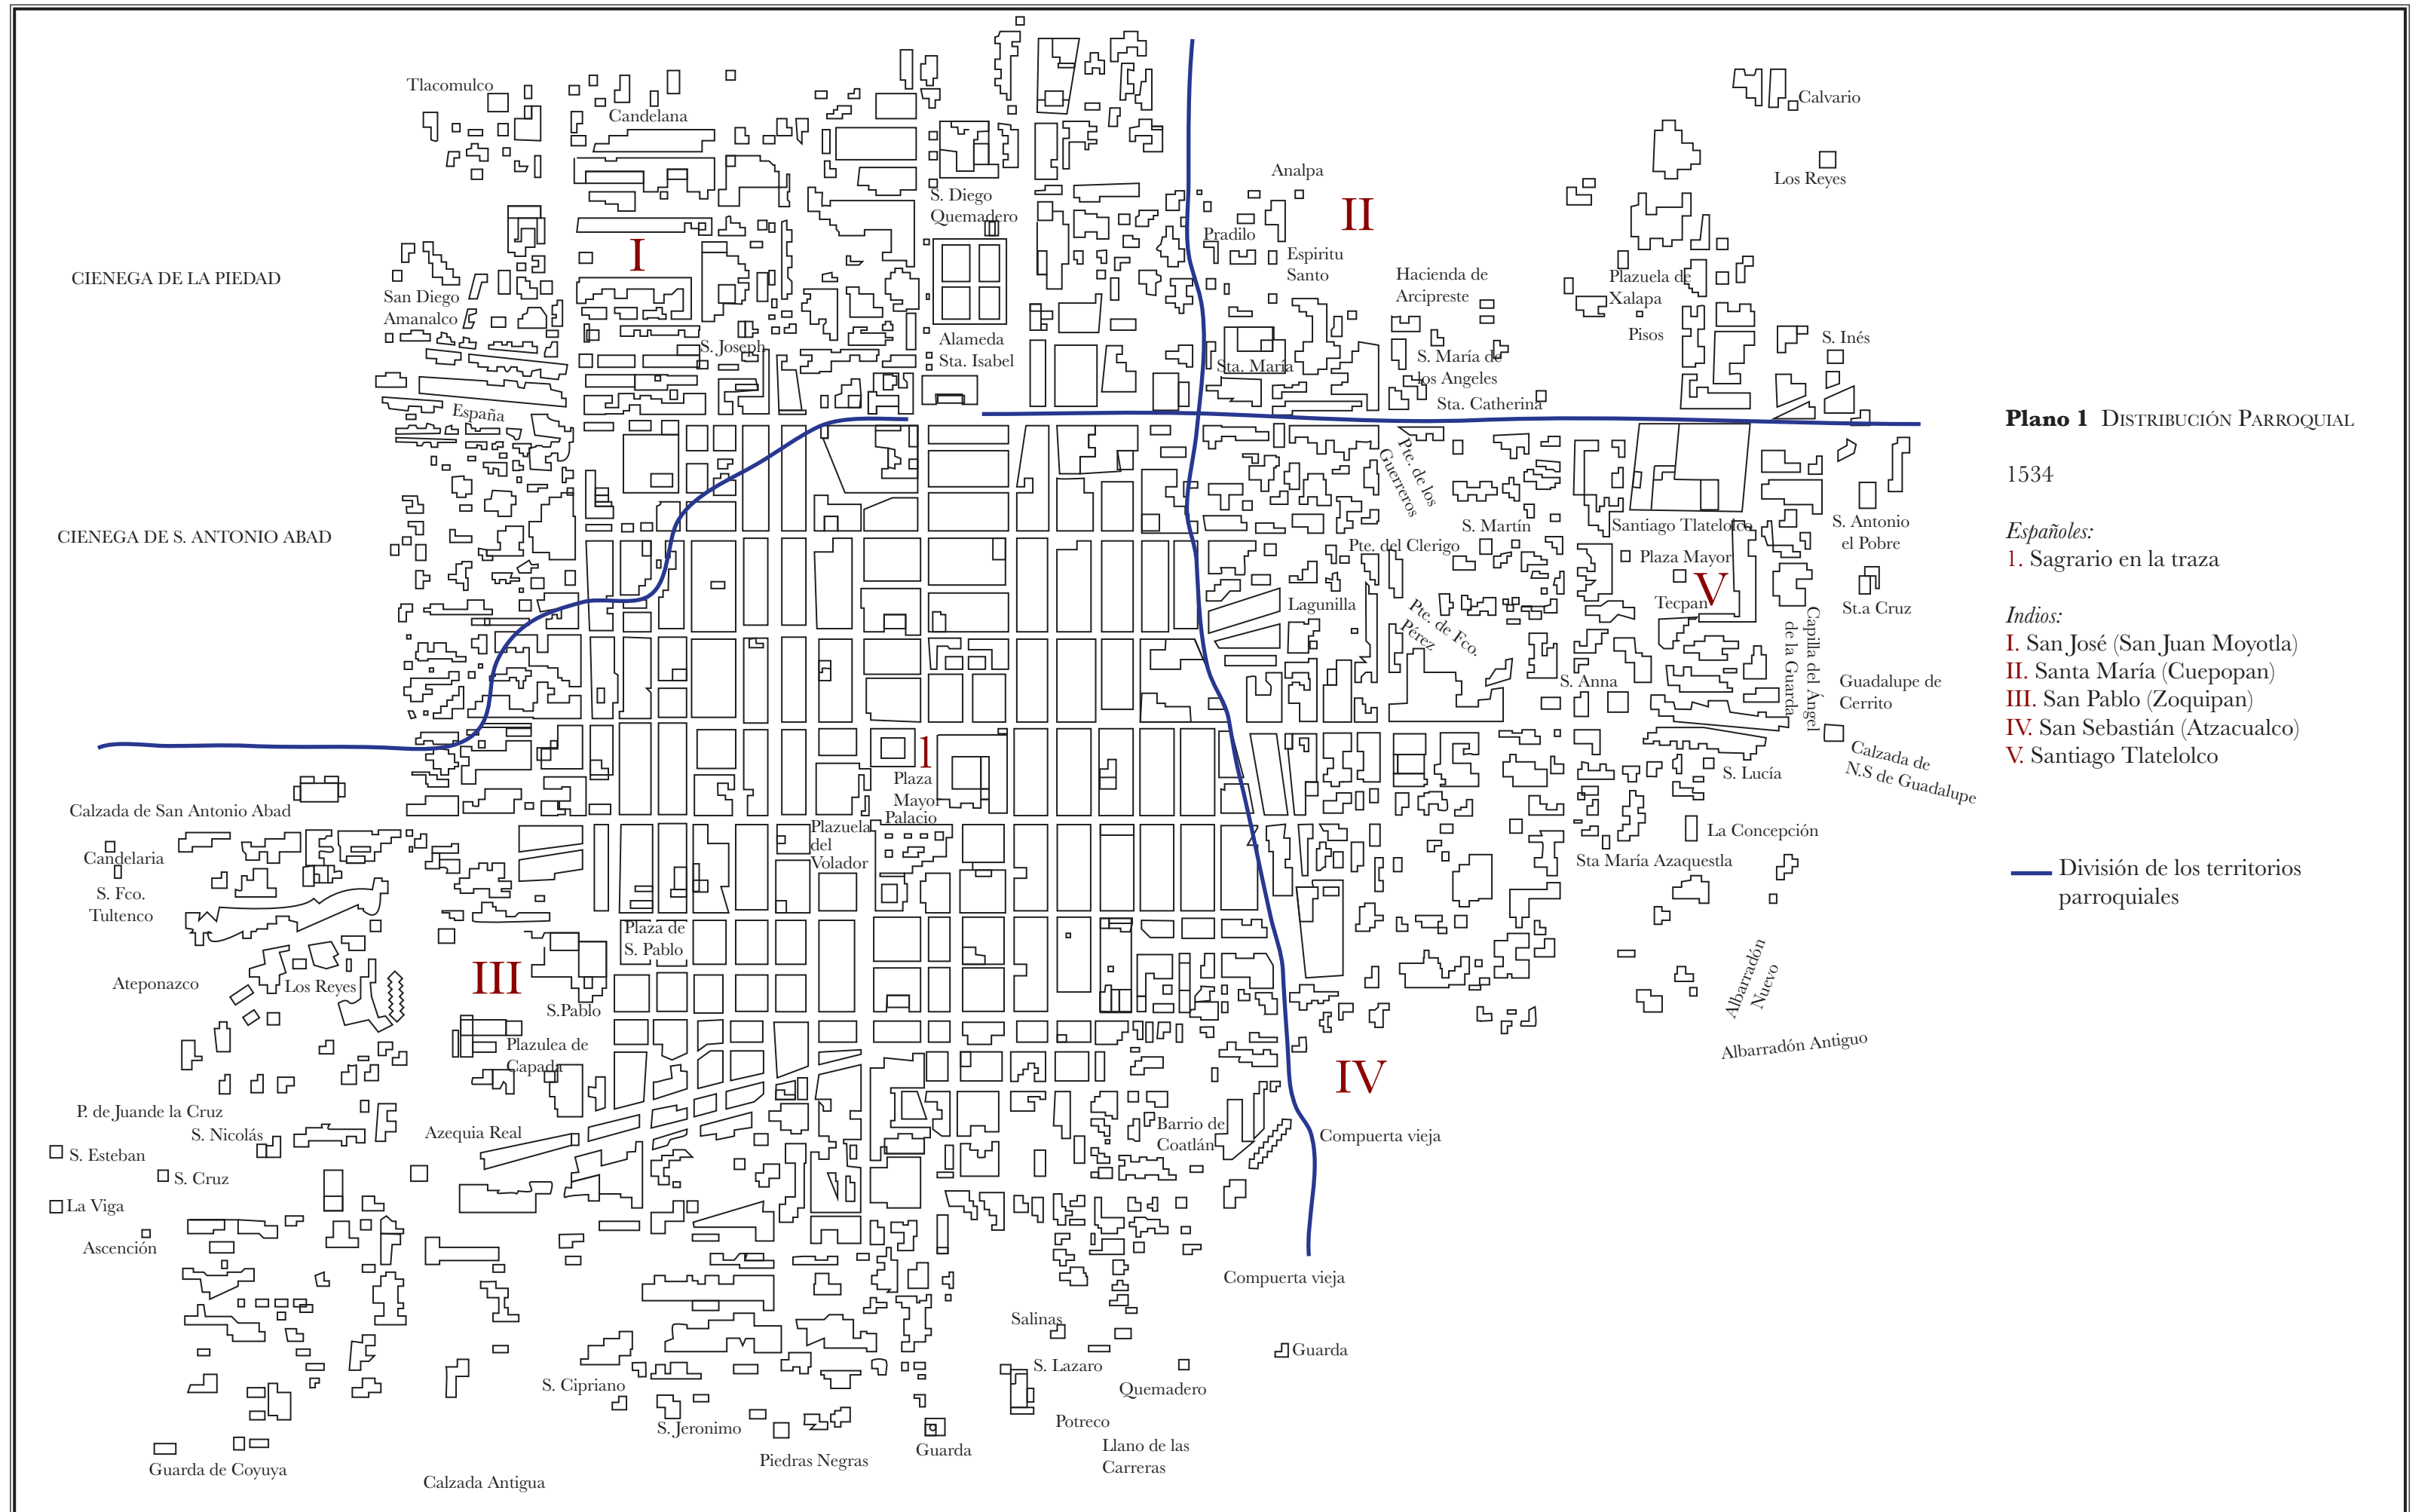 Tlacomulco
Candelana
Calvario
Los Reyes
S. Diego
Quemadero
Analpa
II
Pradilo
Espiritu
Santo
I
CIENEGA DE LA PIEDAD
San Diego
Amanalco
Hacienda de
Arcipreste
Plazuela de
Xalapa
Pisos
S. Inés
S. Joseph
Alameda
Sta. Isabel
Sta. María
S. María de
los Angeles
Sta. Catherina
España
Plano 1 DISTRIBUCIÓN PARROQUIAL
1534
Españoles:
1. Sagrario en la traza
Indios:
I. San José (San Juan Moyotla)
II. Santa María (Cuepopan)
III. San Pablo (Zoquipan)
IV. San Sebastián (Atzacualco)
V. Santiago Tlatelolco
División de los territorios
parroquiales
CIENEGA DE S. ANTONIO ABAD
Pte. de los
Guerreros
S. Martín
Santiago Tlatelolco
S. Antonio
el Pobre
Pte. del Clerigo
Plaza Mayor
V
Tecpan
St.a Cruz
Lagunilla
Pte. de Fco.
Pérez
Capilla del Ángel
de la Guarda
S. Anna
Guadalupe de
Cerrito
Calzada de
N.S de Guadalupe
S. Lucía
1
Plaza
Mayor
Palacio
Plazuela
del
Volador
Calzada de San Antonio Abad
Candelaria
S. Fco.
Tultenco
La Concepción
Sta María Azaquestla
Plaza de
S. Pablo
III
Ateponazco
Los Reyes
S.Pablo
Albarradón
Nuevo
Albarradón Antiguo
Plazulea de
Capada
IV
P. de Juande la Cruz
S. Nicolás
Azequia Real
Barrio de
Coatlán
Compuerta vieja
S. Esteban
S. Cruz
La Viga
Ascención
Compuerta vieja
Salinas
Guarda
S. Lazaro
S. Cipriano
Quemadero
S. Jeronimo
Potreco
Piedras Negras
Guarda
Llano de las
Carreras
Guarda de Coyuya
Calzada Antigua